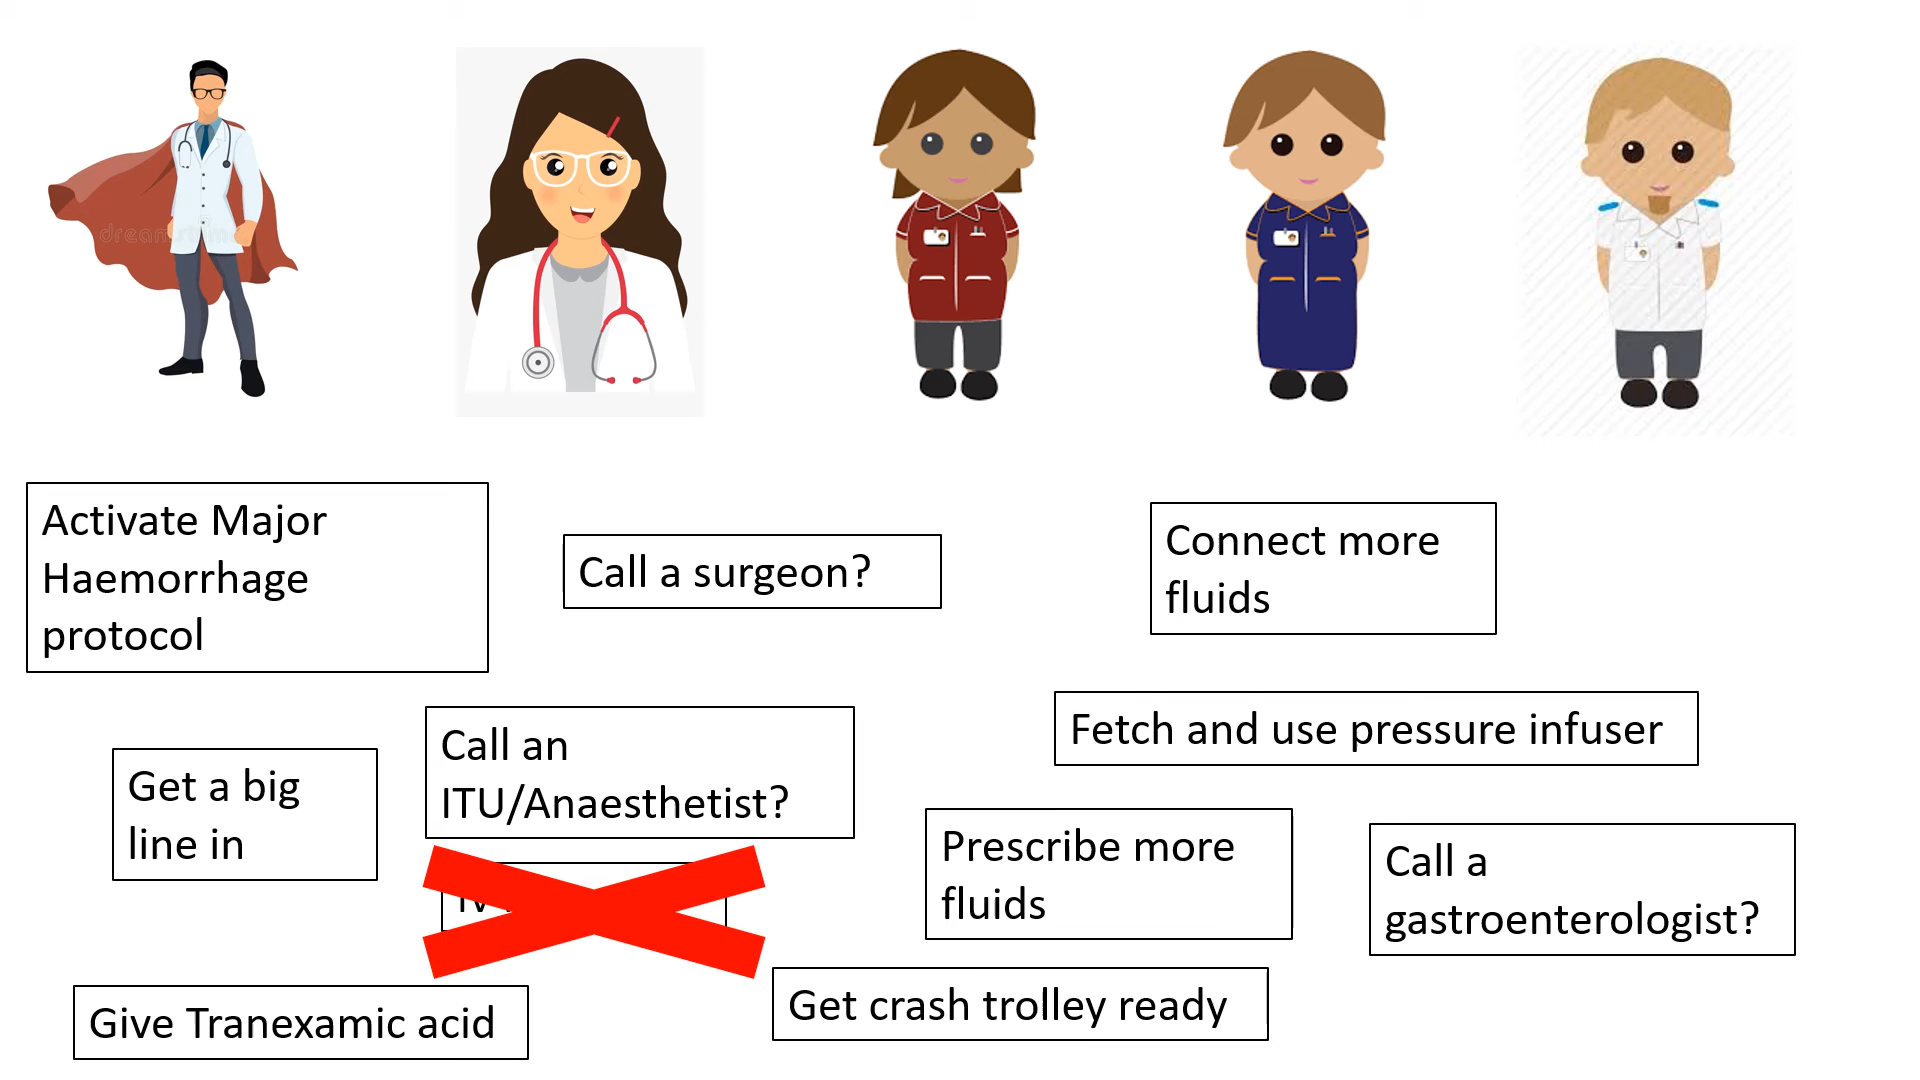 dreamstime
Activate Major
Haemorrhage
protocol
Call a surgeon?
Connect more
fluids
Call an
ITU/Anaesthetist?
Fetch and use pressure infuser
Get a big
line in
Prescribe more
fluids
Call a
gastroenterologist?
Give Tranexamic acid
Get crash trolley ready